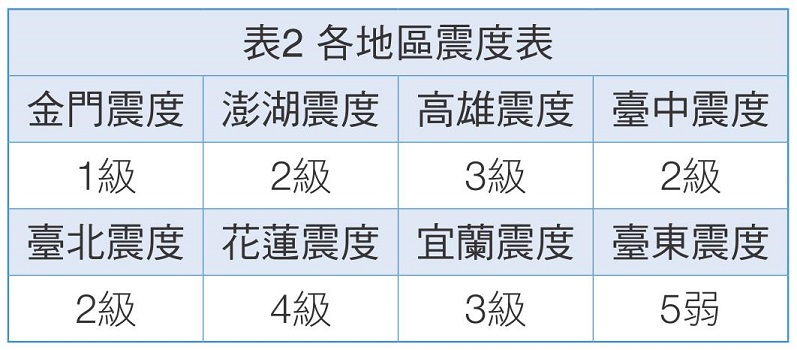 表2 各地區震度表
金門震度 澎湖震度 高雄震度 臺中震度
1級 2級 3級 2級
臺北震度 花蓮震度 宜蘭震度 臺東震度
2級 4級 3級 5弱